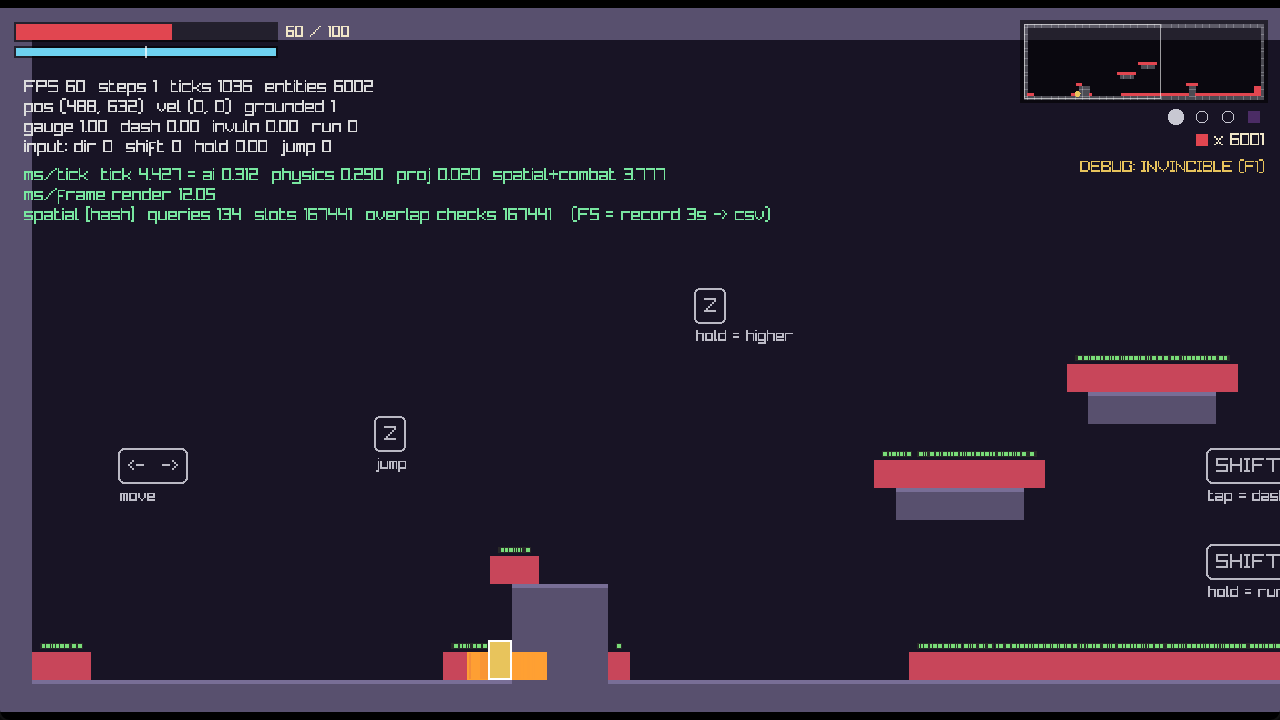 60 / 100
FPS 60 steps 1 ticks 1036 entities 6002
pos (488, 632) vel (0, 0) grounded 1
gauge 1.00 dash 0.00 invuln 0.00 run 0
input: dir 0 shift 0 hold 0.00 jump 0
x 6001
DEBUG: INVINCIBLE (F1)
ms/tick tick 4.427 = ai 0.312 physics 0.290 proj 0.020 spatial+combat 3.777
ms/frame render 12.05
spatial [hash] queries 134 slots 167441 overlap checks 167441 (F5 = record 3s -> csv)
Z
hold = higher
Z
jump
<- ->
move
SHIFT
tap = das
SHIFT
hold = ru